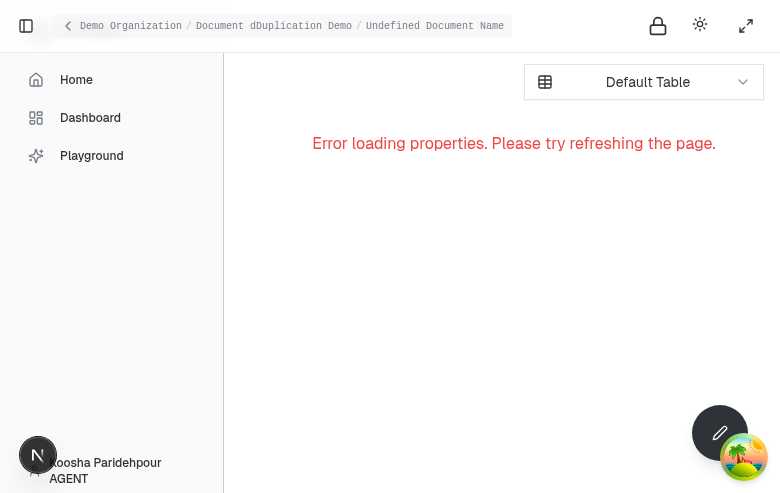 Demo Organization / Document dDuplication Demo / Undefined Document Name
Home
Default Table
Dashboard
Error loading properties. Please try refreshing the page.
Playground
N
Koosha Paridehpour
AGENT